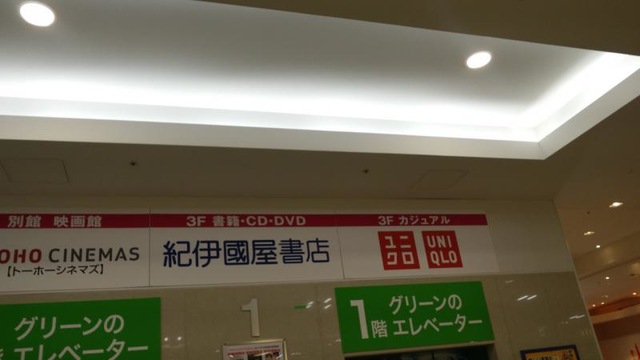 別館 映画館
OHO CINEMAS
【トーホーシネマズ】
3F 書籍・CD・DVD
紀伊國屋書店
3F カジュアル
ユニ UNI
クロ QLO
グリーンの
階 エレベーター
1
1 グリーンの
階 エレベーター